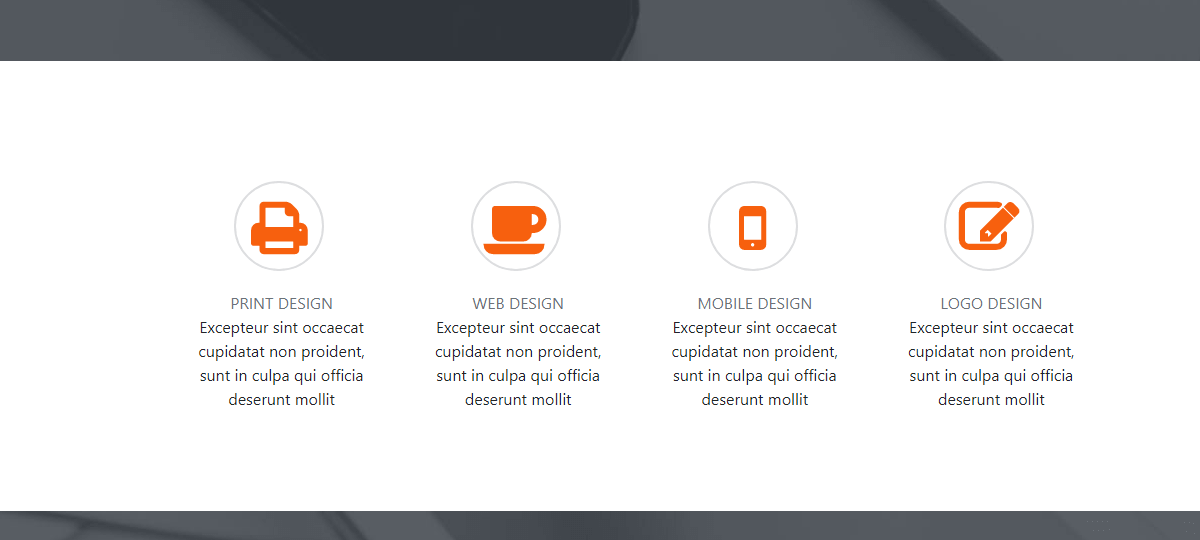 PRINT DESIGN
Excepteur sint occaecat
cupidatat non proident,
sunt in culpa qui officia
deserunt mollit
WEB DESIGN
Excepteur sint occaecat
cupidatat non proident,
sunt in culpa qui officia
deserunt mollit
MOBILE DESIGN
Excepteur sint occaecat
cupidatat non proident,
sunt in culpa qui officia
deserunt mollit
LOGO DESIGN
Excepteur sint occaecat
cupidatat non proident,
sunt in culpa qui officia
deserunt mollit